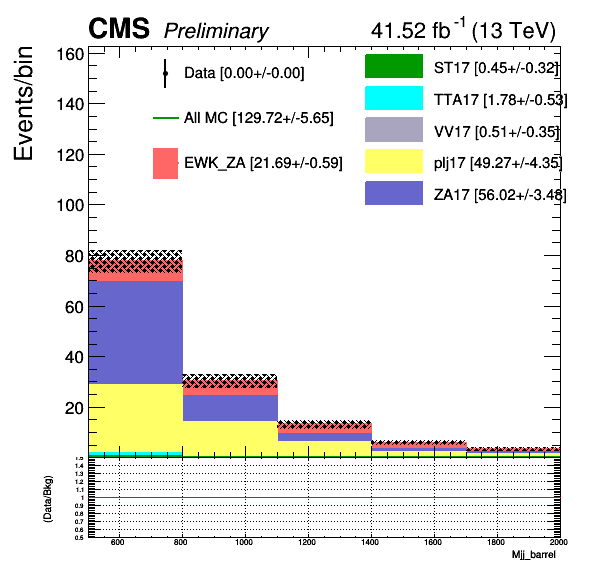 CMS Preliminary 41.52 fb-1 (13 TeV)
Events/bin
160
140
120
100
80
60
40
20
Data [0.00+/-0.00]
All MC [129.72+/-5.65]
EWK_ZA [21.69+/-0.59]
ST17 [0.45+/-0.32]
TTA17 [1.78+/-0.53]
VV17 [0.51+/-0.35]
plj17 [49.27+/-4.35]
ZA17 [56.02+/-3.48]
(Data/Bkg)
1.5
1.4
1.3
1.2
1.1
1
0.9
0.8
0.7
0.6
0.5
600 800 1000 1200 1400 1600 1800 2000
Mjj_barrel